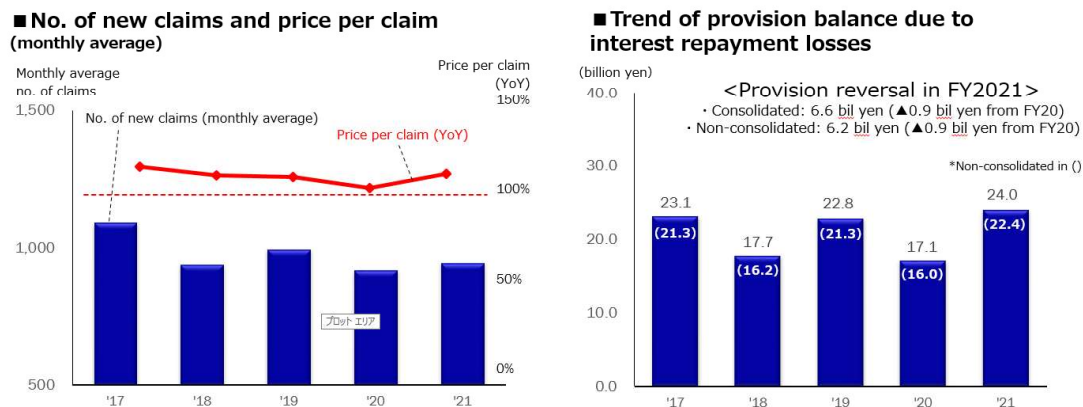 ■No. of new claims and price per claim
(monthly average)
Monthly average
no. of claims
Price per claim
(YoY)
150%
1,500
No. of new claims (monthly average)
Price per claim (YoY)
100%
1,000
プロット エリア
50%
0%
500
'17
'18
'19
'20
'21
■Trend of provision balance due to
interest repayment losses
(billion yen)
<Provision reversal in FY2021>
・Consolidated: 6.6 bil yen (▲0.9 bil yen from FY20)
・Non-consolidated: 6.2 bil yen (▲0.9 bil yen from FY20)
*Non-consolidated in ()
40.0
30.0
20.0
10.0
0.0
23.1
(21.3)
17.7
(16.2)
22.8
(21.3)
17.1
(16.0)
24.0
(22.4)
'17
'18
'19
'20
'21